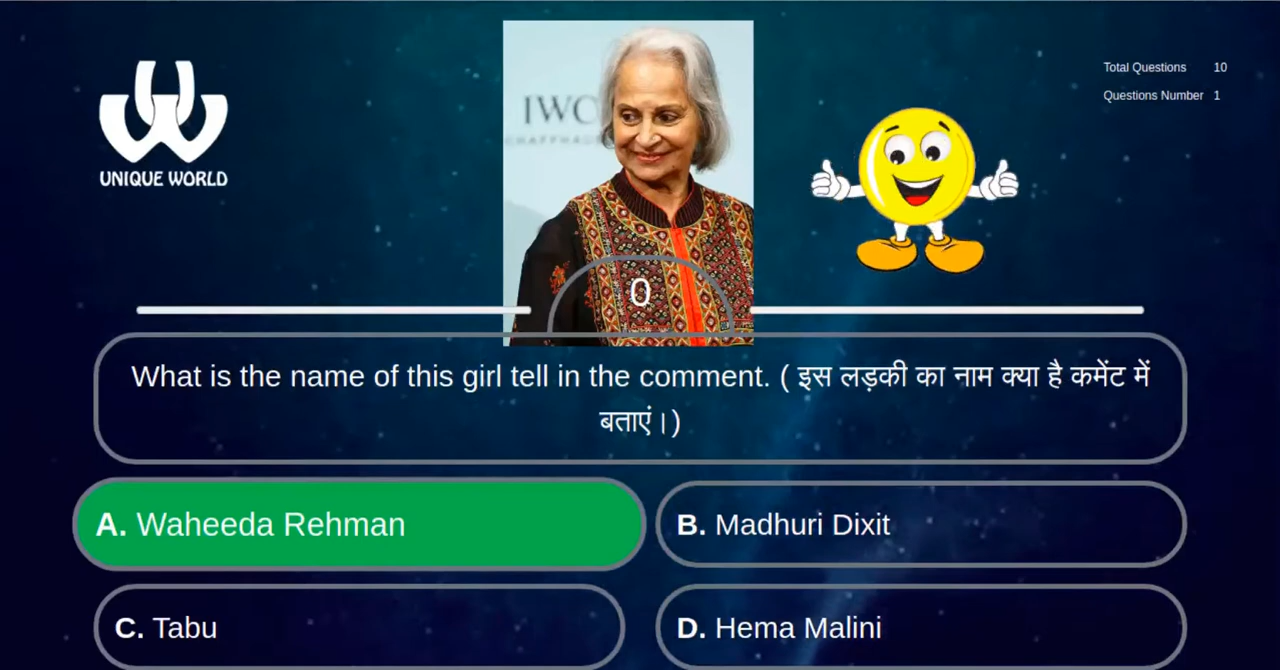 UNIQUE WORLD
IWC
SCHAFFHAUS
Total Questions 10
Questions Number 1
0
What is the name of this girl tell in the comment. ( इस लड़की का नाम क्या है कमेंट में
बताएं।)
A. Waheeda Rehman
B. Madhuri Dixit
C. Tabu
D. Hema Malini